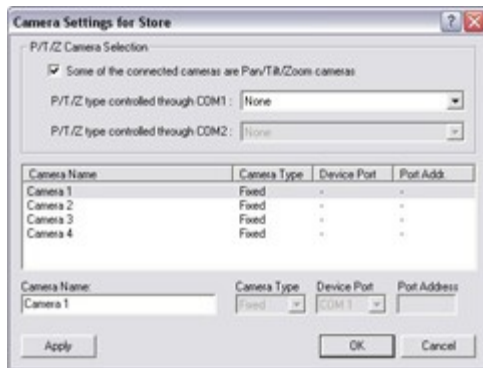 Camera Settings for Store
P/T/Z Camera Selection
Some of the connected cameras are Pan/Tilt/Zoom cameras
P/T/Z type controlled through COM1 : None
P/T/Z type controlled through COM2 : None
Camera Name Camera Type Device Port Port Addr.
Camera 1 Fixed - -
Camera 2 Fixed - -
Camera 3 Fixed - -
Camera 4 Fixed - -
Camera Name: Camera Type Device Port Port Address
Camera 1 Fixed COM 1
Apply OK Cancel